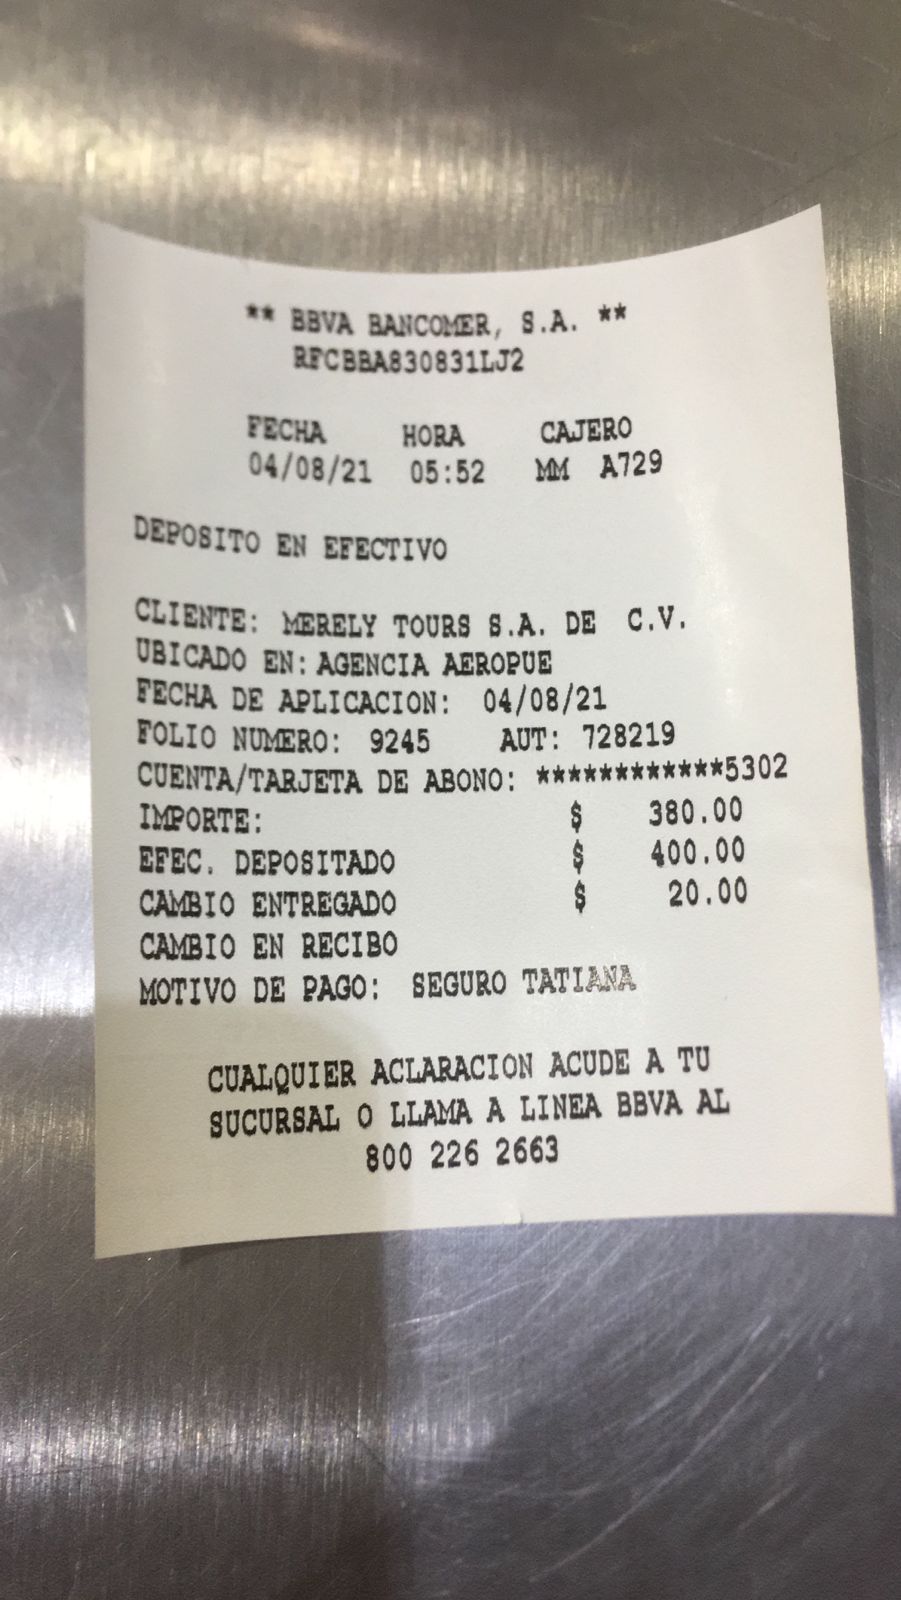 ** BBVA BANCOMER, S.A. **
RFCBBA830831LJ2
FECHA HORA CAJERO
04/08/21 05:52 MM A729
DEPOSITO EN EFECTIVO
CLIENTE: MERELY TOURS S.A. DE C.V.
UBICADO EN: AGENCIA AEROPUE
FECHA DE APLICACION: 04/08/21
FOLIO NUMERO: 9245 AUT: 728219
CUENTA/TARJETA DE ABONO: ************5302
IMPORTE: $ 380.00
EFEC. DEPOSITADO $ 400.00
CAMBIO ENTREGADO $ 20.00
CAMBIO EN RECIBO
MOTIVO DE PAGO: SEGURO TATIANA
CUALQUIER ACLARACION ACUDE A TU
SUCURSAL O LLAMA A LINEA BBVA AL
800 226 2663